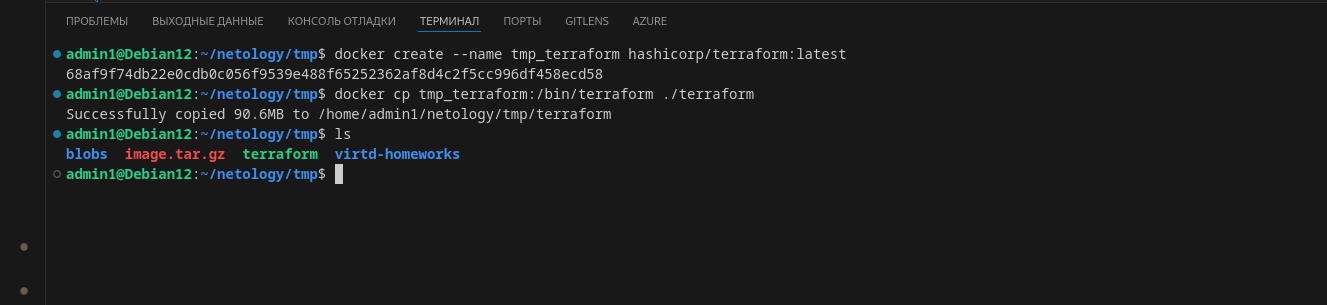 ПРОБЛЕМЫ ВЫХОДНЫЕ ДАННЫЕ КОНСОЛЬ ОТЛАДКИ ТЕРМИНАЛ ПОРТЫ GITLENS AZURE
admin1@Debian12:~/netology/tmp$ docker create --name tmp_terraform hashicorp/terraform:latest
68af9f74db22e0cdb0c056f9539e488f65252362af8d4c2f5cc996df458ecd58
admin1@Debian12:~/netology/tmp$ docker cp tmp_terraform:/bin/terraform ./terraform
Successfully copied 90.6MB to /home/admin1/netology/tmp/terraform
admin1@Debian12:~/netology/tmp$ ls
blobs image.tar.gz terraform virtd-homeworks
admin1@Debian12:~/netology/tmp$